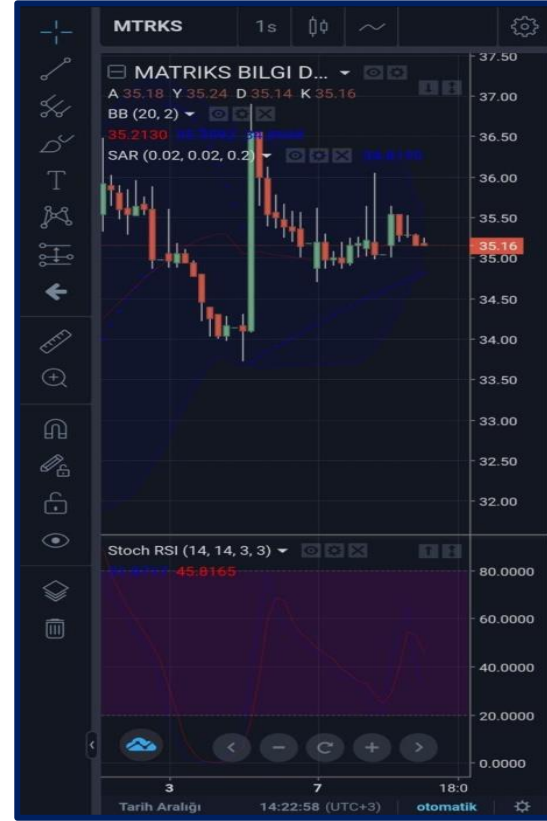 MTRKS 1s
MATRIKS BILGI D...
A 35.18 Y 35.24 D 35.14 K 35.16
BB (20, 2)
35.2130
SAR (0.02, 0.02, 0.2)
37.50
37.00
36.50
36.00
35.50
35.16
35.00
34.50
34.00
33.50
33.00
32.50
32.00
Stoch RSI (14, 14, 3, 3)
45.8165
80.0000
60.0000
40.0000
20.0000
0.0000
3 7 18:0
Tarih Aralığı 14:22:58 (UTC+3) otomatik